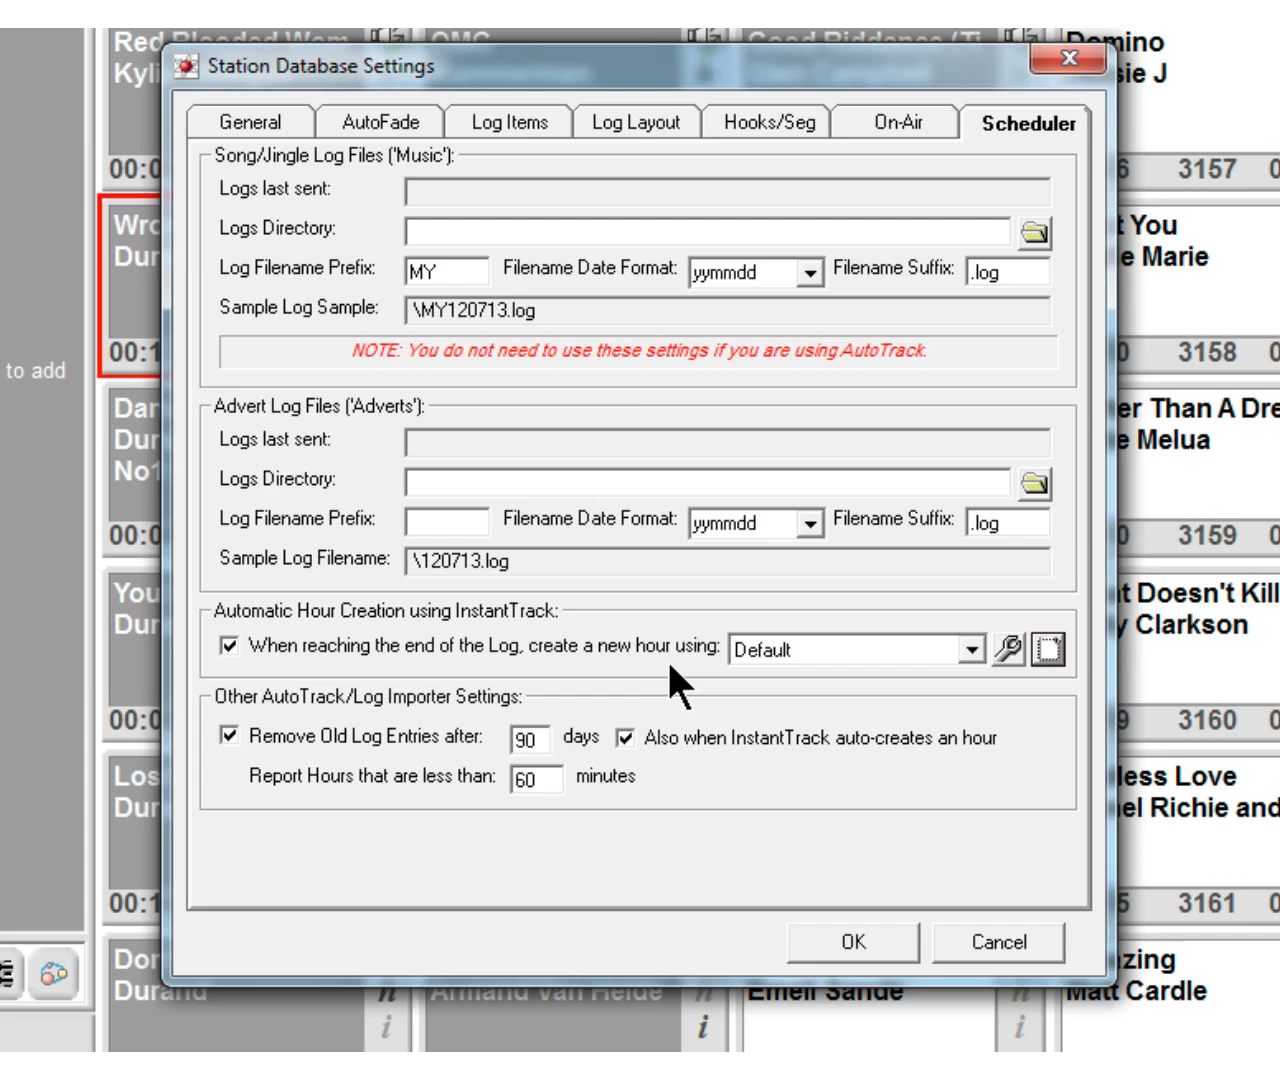 Station Database Settings
General AutoFade Log Items Log Layout Hooks/Seg On-Air Scheduler
Song/Jingle Log Files ('Music'):
Logs last sent:
Logs Directory:
Log Filename Prefix: MY Filename Date Format: yymmdd Filename Suffix: .log
Sample Log Sample: \MY120713.log
NOTE: You do not need to use these settings if you are using AutoTrack.
Advert Log Files ('Adverts'):
Logs last sent:
Logs Directory:
Log Filename Prefix: Filename Date Format: yymmdd Filename Suffix: .log
Sample Log Filename: \120713.log
Automatic Hour Creation using InstantTrack:
When reaching the end of the Log, create a new hour using: Default
Other AutoTrack/Log Importer Settings:
Remove Old Log Entries after: 90 days Also when InstantTrack auto-creates an hour
Report Hours that are less than: 60 minutes
OK Cancel
to add
Red
OMC
Good Riddance
3157
You
Marie
3158
Than A
Melua
3159
Doesn't Kill
Clarkson
3160
Love
Richie and
3161
Durand
Armand Van Helde
Emeli Sande
Matt Cardle